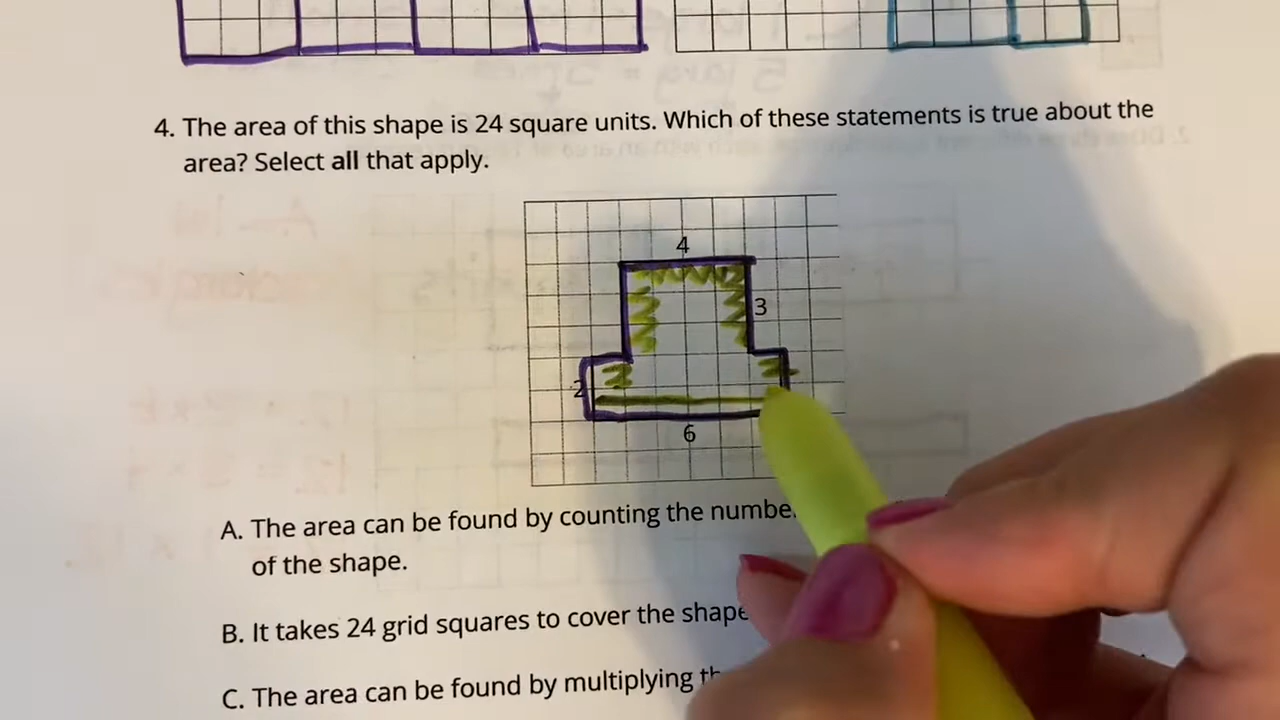 4. The area of this shape is 24 square units. Which of these statements is true about the
area? Select all that apply.
4
3
2
6
A. The area can be found by counting the numbe
of the shape.
B. It takes 24 grid squares to cover the shape
C. The area can be found by multiplying th